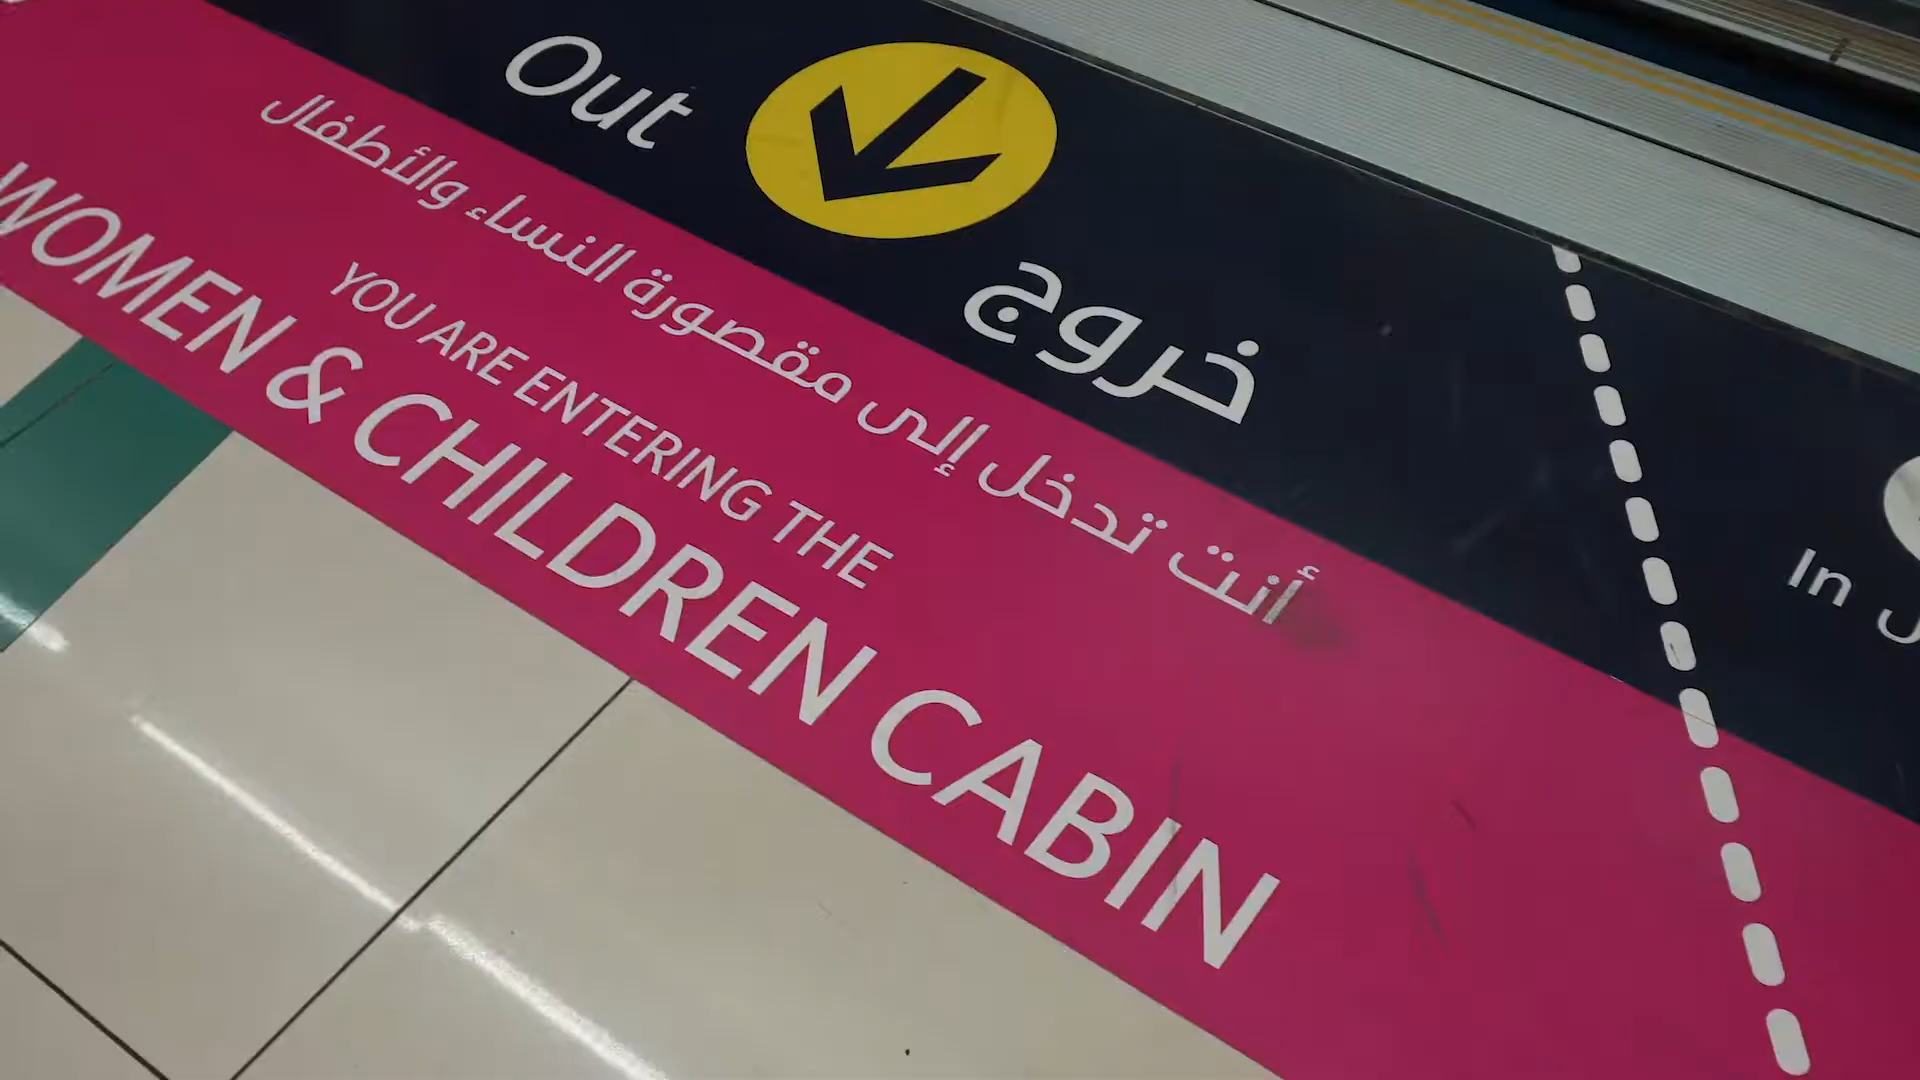 Out
خروج
أنت تدخل إلى مقصورة النساء والأطفال
YOU ARE ENTERING THE
WOMEN & CHILDREN CABIN
In